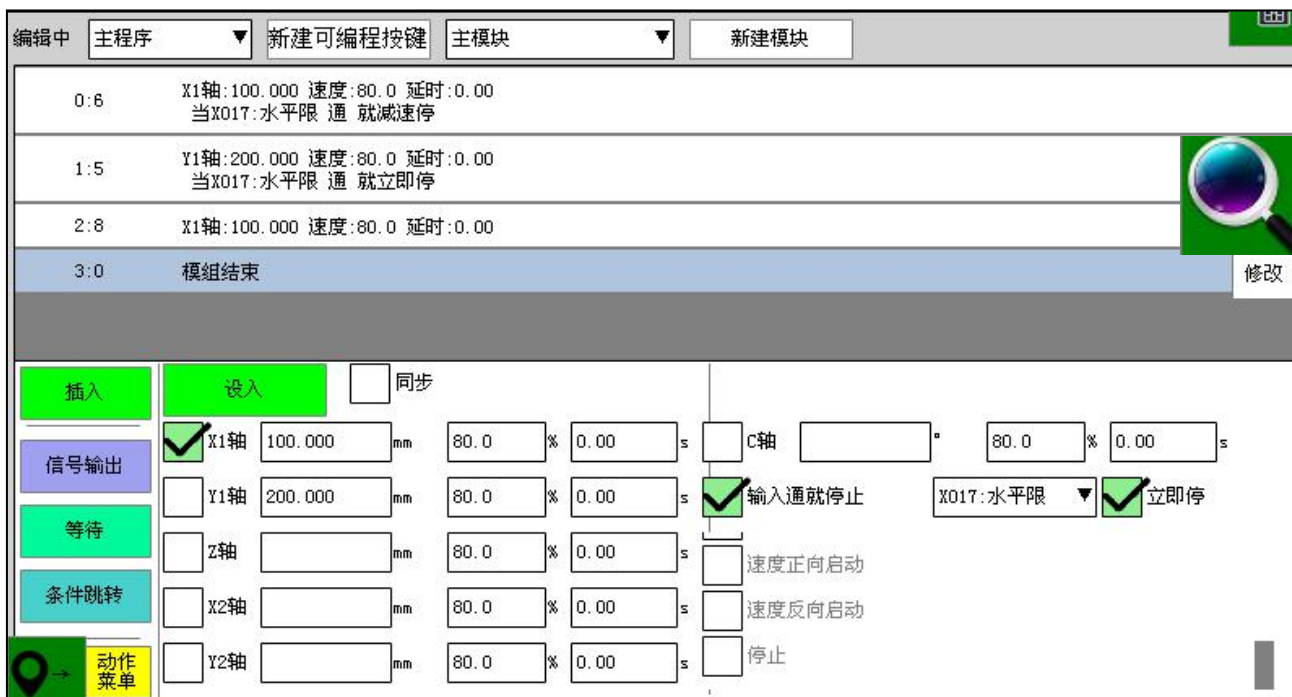 编辑中 主程序 新建可编程按键 主模块 新建模块
0:6 X1轴:100.000 速度:80.0 延时:0.00
当X017:水平限 通 就减速停
1:5 Y1轴:200.000 速度:80.0 延时:0.00
当X017:水平限 通 就立即停
2:8 X1轴:100.000 速度:80.0 延时:0.00
3:0 模组结束 修改
插入 设入 同步
X1轴 100.000 mm 80.0 % 0.00 s C轴 ° 80.0 % 0.00 s
信号输出
Y1轴 200.000 mm 80.0 % 0.00 s 输入通就停止 X017:水平限 立即停
等待
Z轴 mm 80.0 % 0.00 s 速度正向启动
条件跳转
X2轴 mm 80.0 % 0.00 s 速度反向启动
Y2轴 mm 80.0 % 0.00 s 停止
动作
菜单